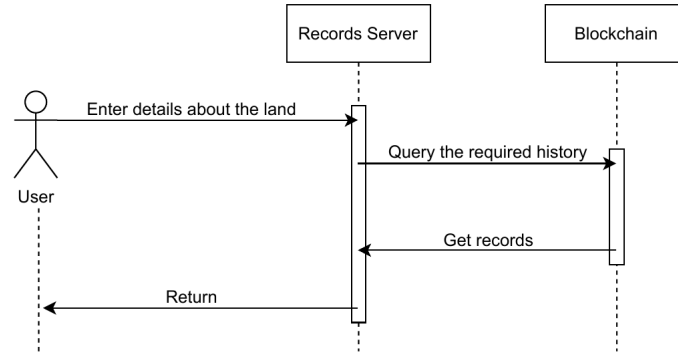 Records Server
Blockchain
Enter details about the land
Query the required history
User
Get records
Return